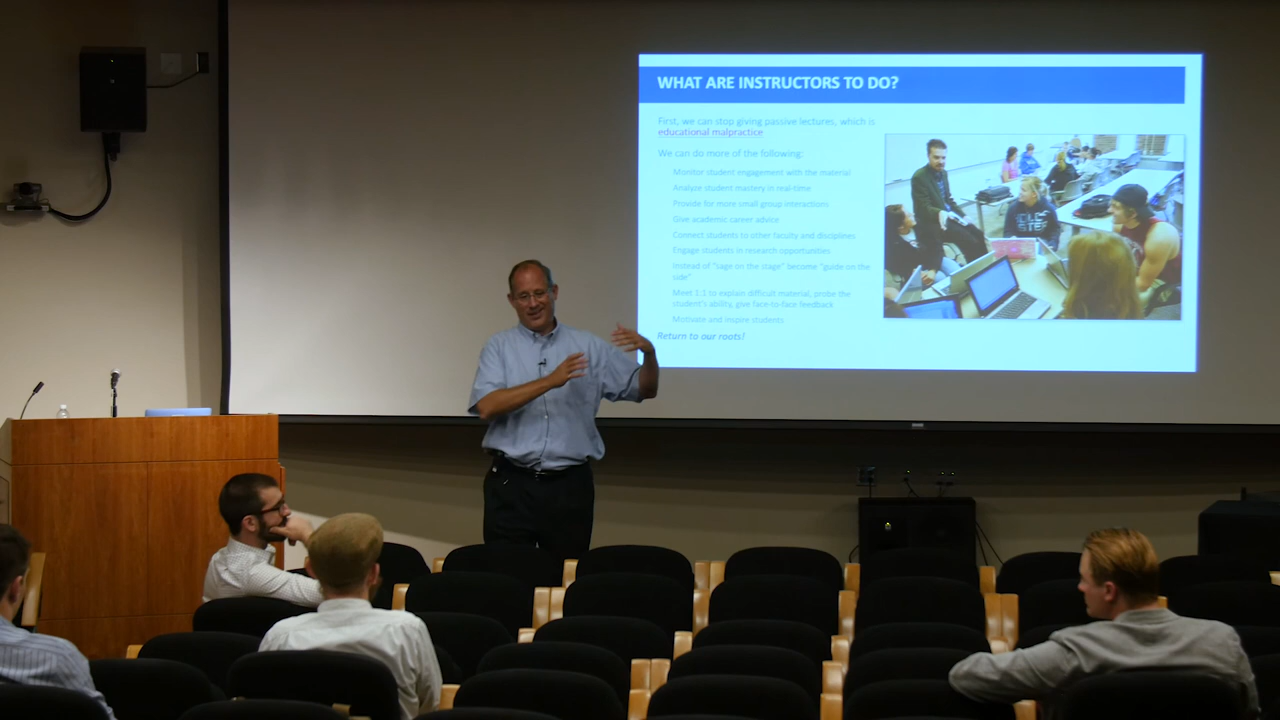 WHAT ARE INSTRUCTORS TO DO?
First, we can stop giving passive lectures, which is
educational malpractice
We can do more of the following:
Monitor student engagement with the material
Analyze student mastery in real-time
Provide for more small group interactions
Give academic career advice
Connect students to other faculty and disciplines
Engage students in research opportunities
Instead of "sage on the stage" become "guide on the
side"
Meet 1:1 to explain difficult material, probe the
student's ability, give face-to-face feedback
Motivate and inspire students
Return to our roots!